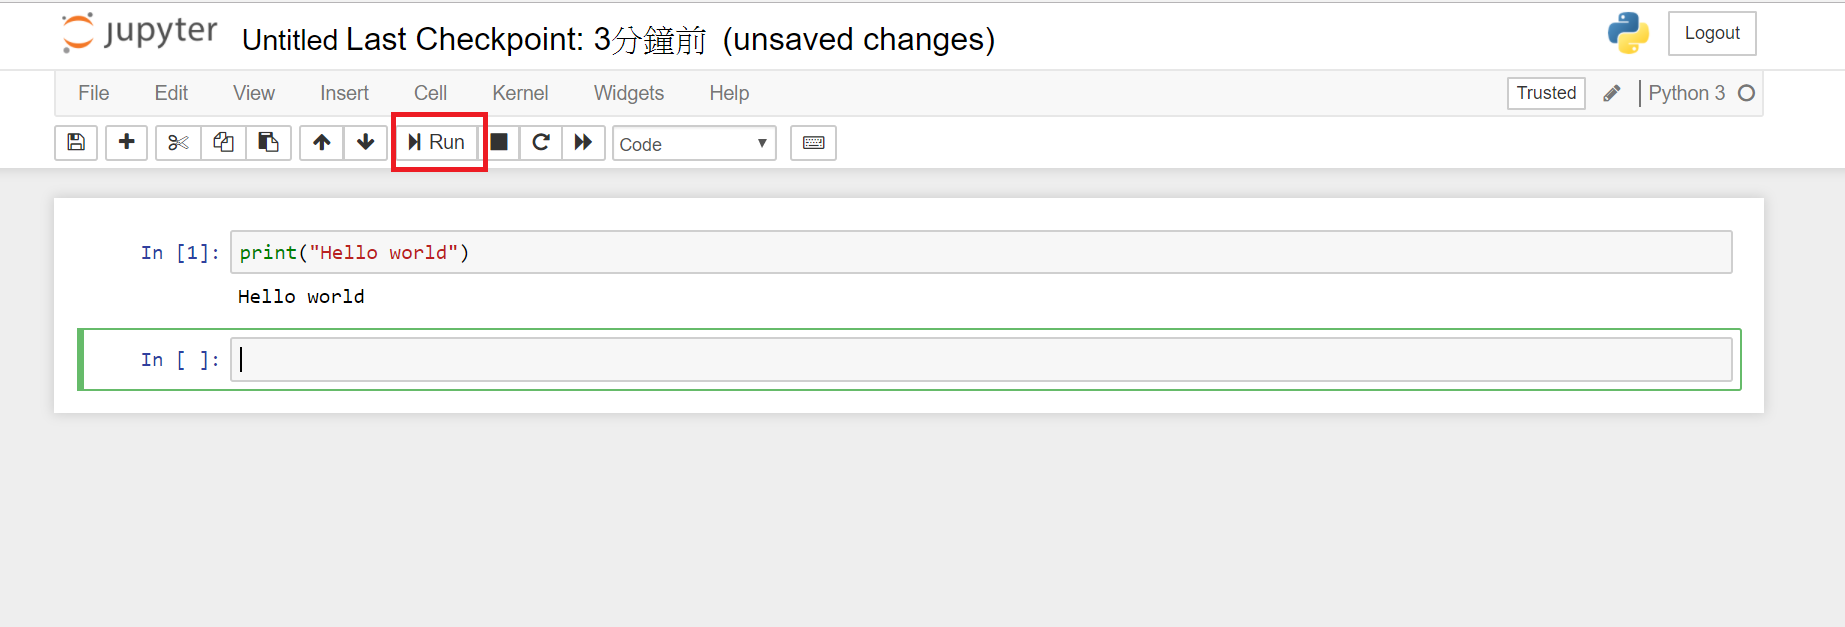 jupyter Untitled Last Checkpoint: 3分鐘前 (unsaved changes) Logout
File Edit View Insert Cell Kernel Widgets Help Trusted Python 3
Run Code
In [1]: print("Hello world")
Hello world
In [ ]: